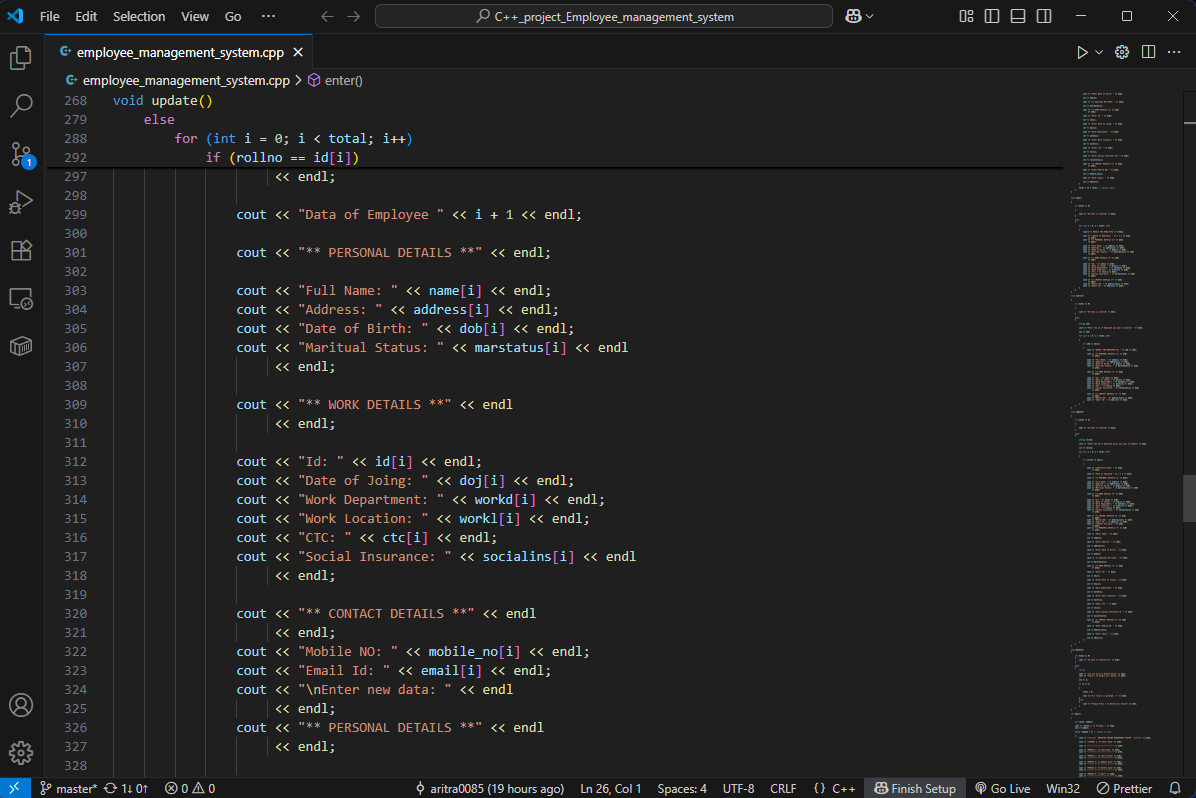 File Edit Selection View Go ··· C++_project_Employee_management_system
employee_management_system.cpp
employee_management_system.cpp > enter()
268 void update()
279 else
288 for (int i = 0; i < total; i++)
292 if (rollno == id[i])
297 << endl;
298
299 cout << "Data of Employee " << i + 1 << endl;
300
301 cout << "** PERSONAL DETAILS **" << endl;
302
303 cout << "Full Name: " << name[i] << endl;
304 cout << "Address: " << address[i] << endl;
305 cout << "Date of Birth: " << dob[i] << endl;
306 cout << "Maritual Status: " << marstatus[i] << endl
307 << endl;
308
309 cout << "** WORK DETAILS **" << endl
310 << endl;
311
312 cout << "Id: " << id[i] << endl;
313 cout << "Date of Joing: " << doj[i] << endl;
314 cout << "Work Department: " << workd[i] << endl;
315 cout << "Work Location: " << workl[i] << endl;
316 cout << "CTC: " << ctc[i] << endl;
317 cout << "Social Insurance: " << socialins[i] << endl
318 << endl;
319
320 cout << "** CONTACT DETAILS **" << endl
321 << endl;
322 cout << "Mobile NO: " << mobile_no[i] << endl;
323 cout << "Email Id: " << email[i] << endl;
324 cout << "\nEnter new data: " << endl
325 << endl;
326 cout << "** PERSONAL DETAILS **" << endl
327 << endl;
328
1
master* 1↓ 0↑ 0 0 aritra0085 (19 hours ago) Ln 26, Col 1 Spaces: 4 UTF-8 CRLF {} C++ Finish Setup Go Live Win32 Prettier